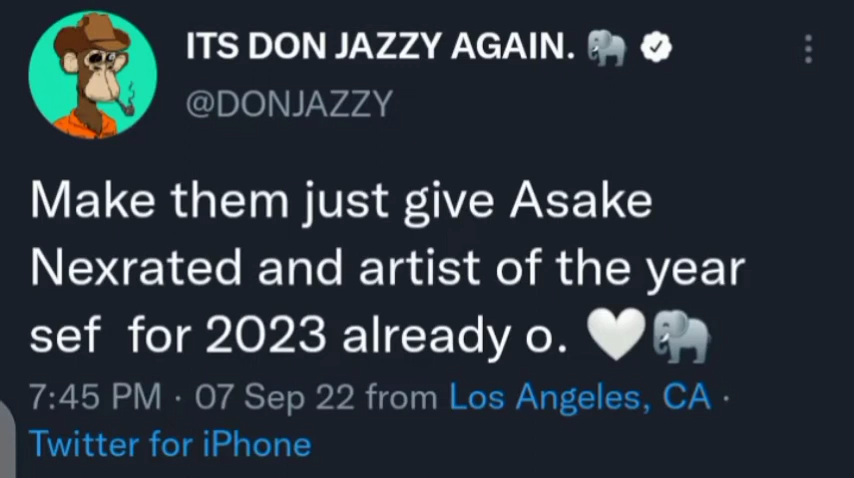 ITS DON JAZZY AGAIN. 🐘
@DONJAZZY
Make them just give Asake
Nexrated and artist of the year
sef for 2023 already o. 🤍🐘
7:45 PM · 07 Sep 22 from Los Angeles, CA ·
Twitter for iPhone